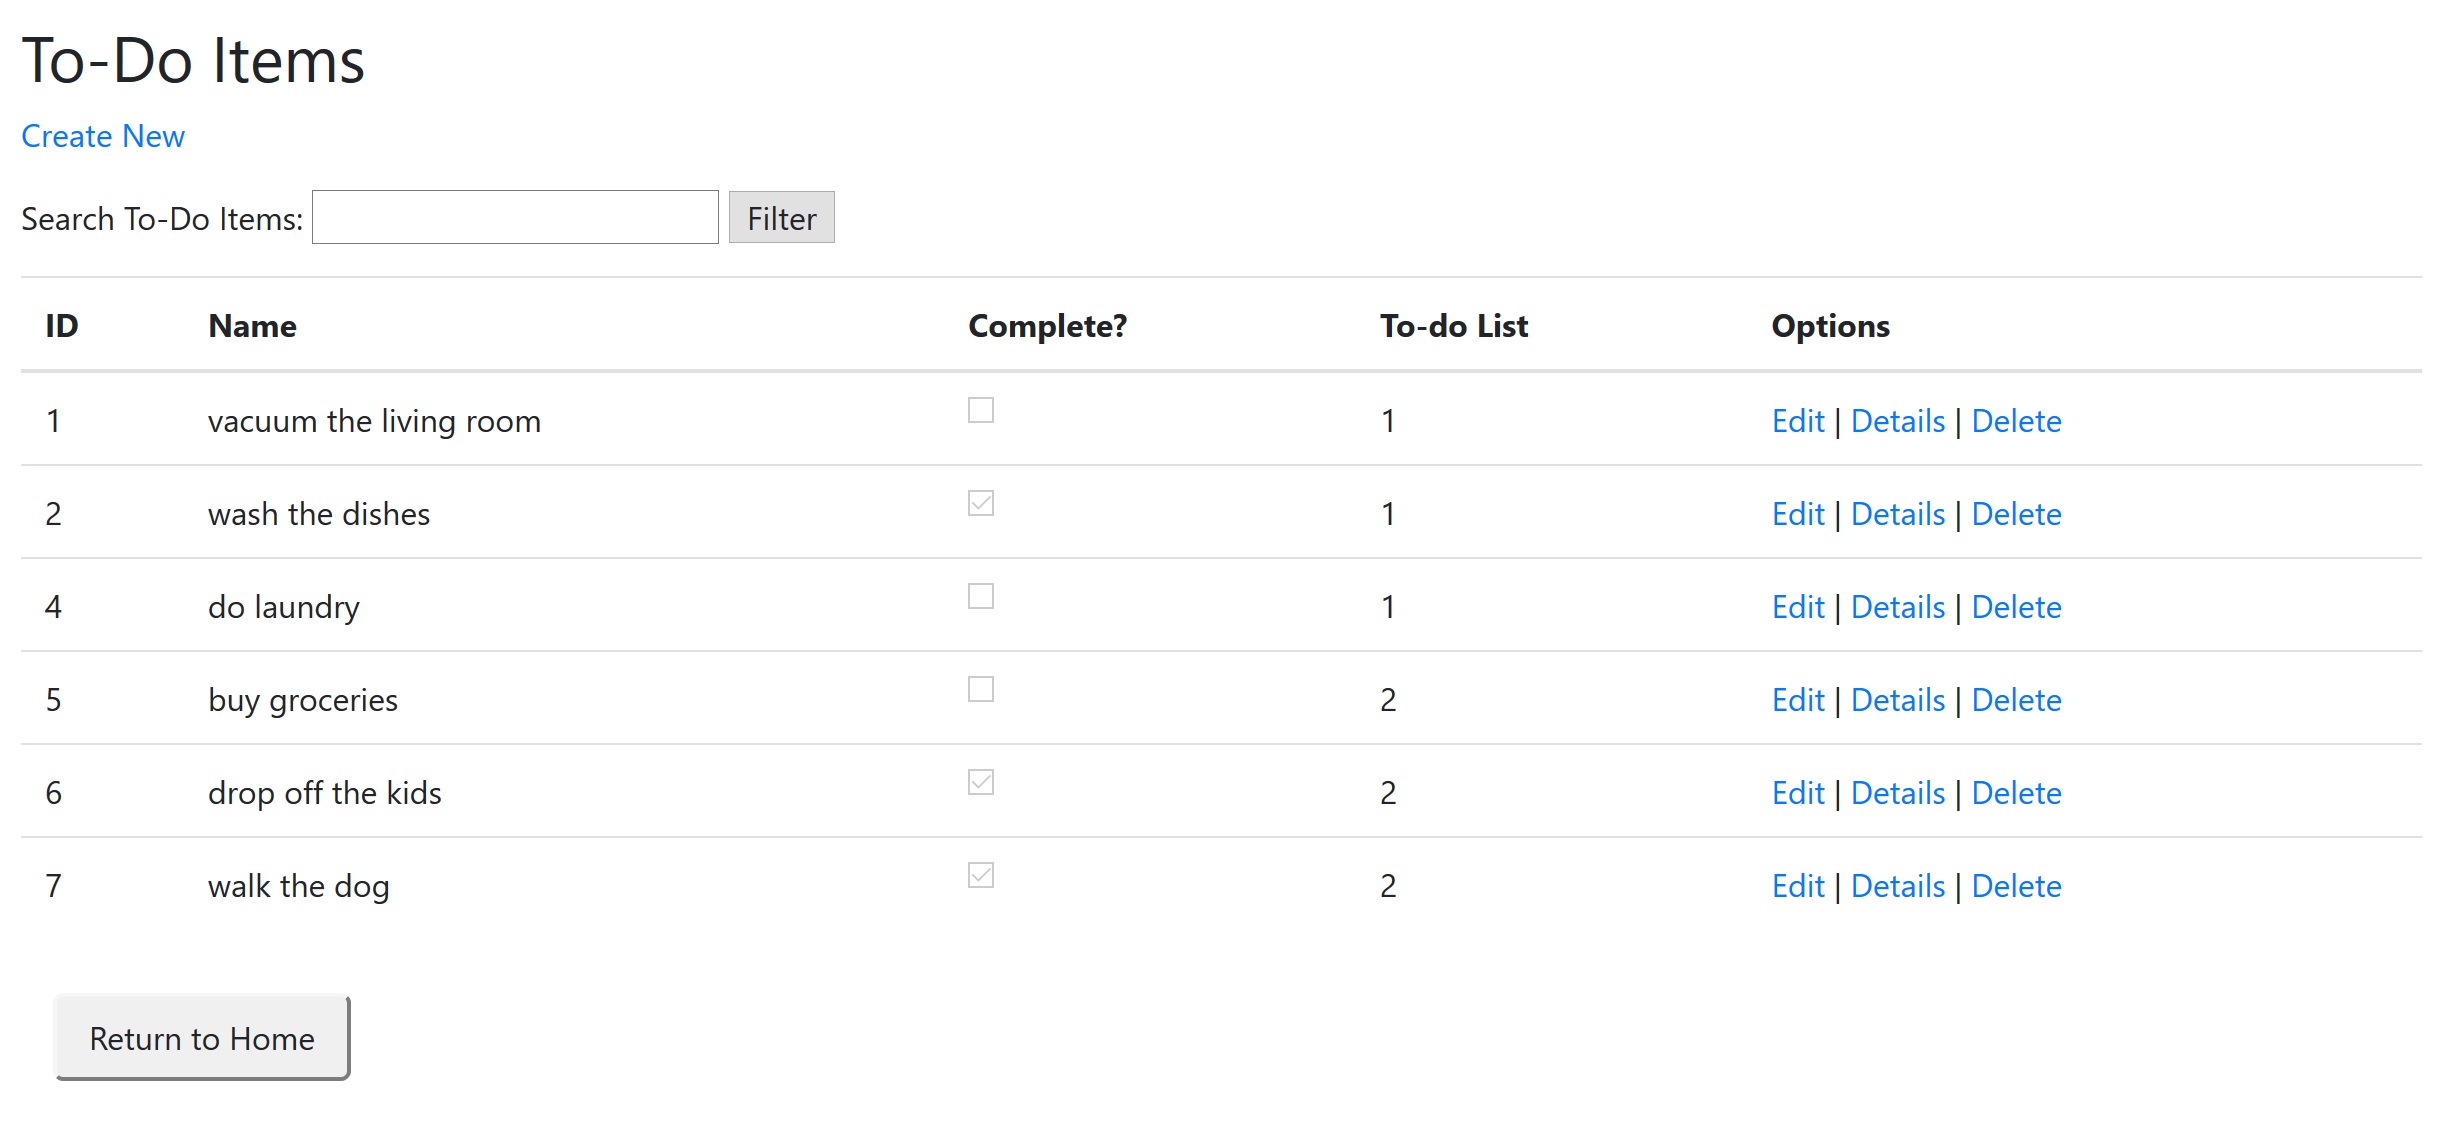 To-Do Items
Create New
Search To-Do Items: Filter
ID Name Complete? To-do List Options
1 vacuum the living room 1 Edit | Details | Delete
2 wash the dishes 1 Edit | Details | Delete
4 do laundry 1 Edit | Details | Delete
5 buy groceries 2 Edit | Details | Delete
6 drop off the kids 2 Edit | Details | Delete
7 walk the dog 2 Edit | Details | Delete
Return to Home